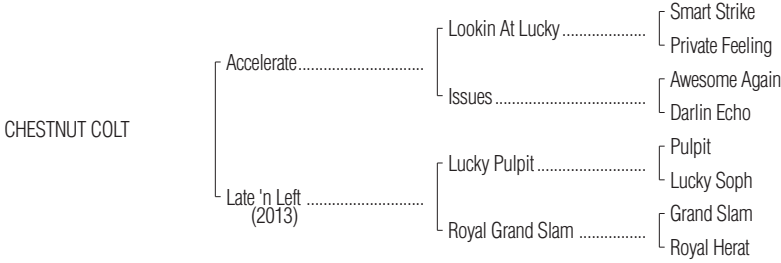 CHESTNUT COLT
Accelerate..............................
Late 'n Left ............................
(2013)
Lookin At Lucky.....................
Issues.....................................
Lucky Pulpit...........................
Royal Grand Slam ................
Smart Strike
Private Feeling
Awesome Again
Darlin Echo
Pulpit
Lucky Soph
Grand Slam
Royal Herat